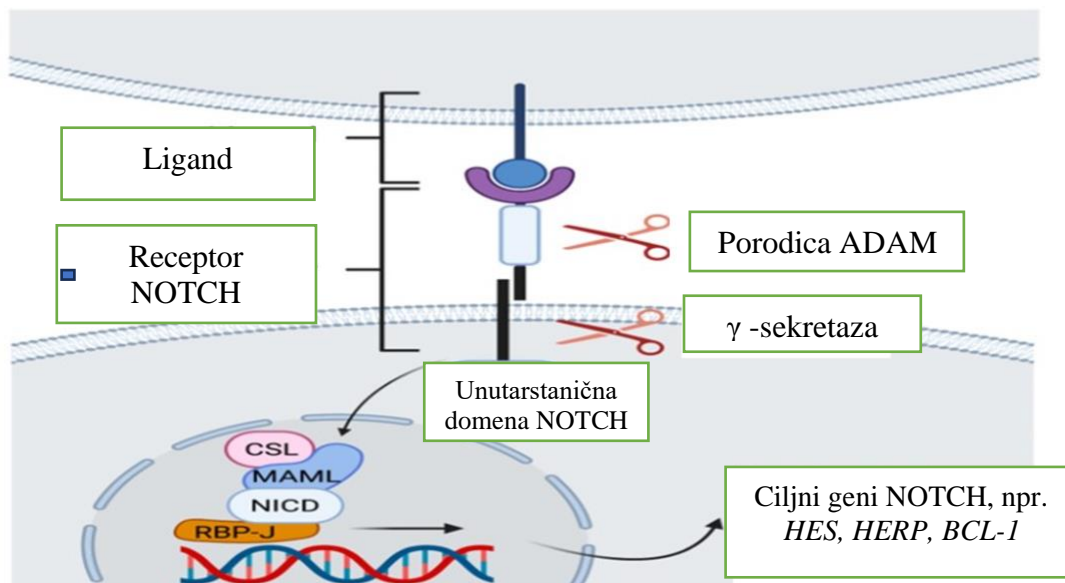 Ligand
Receptor
NOTCH
Porodica ADAM
γ -sekretaza
Unutarstanična
domena NOTCH
CSL
MAML
NICD
RBP-J
Ciljni geni NOTCH, npr.
HES, HERP, BCL-1